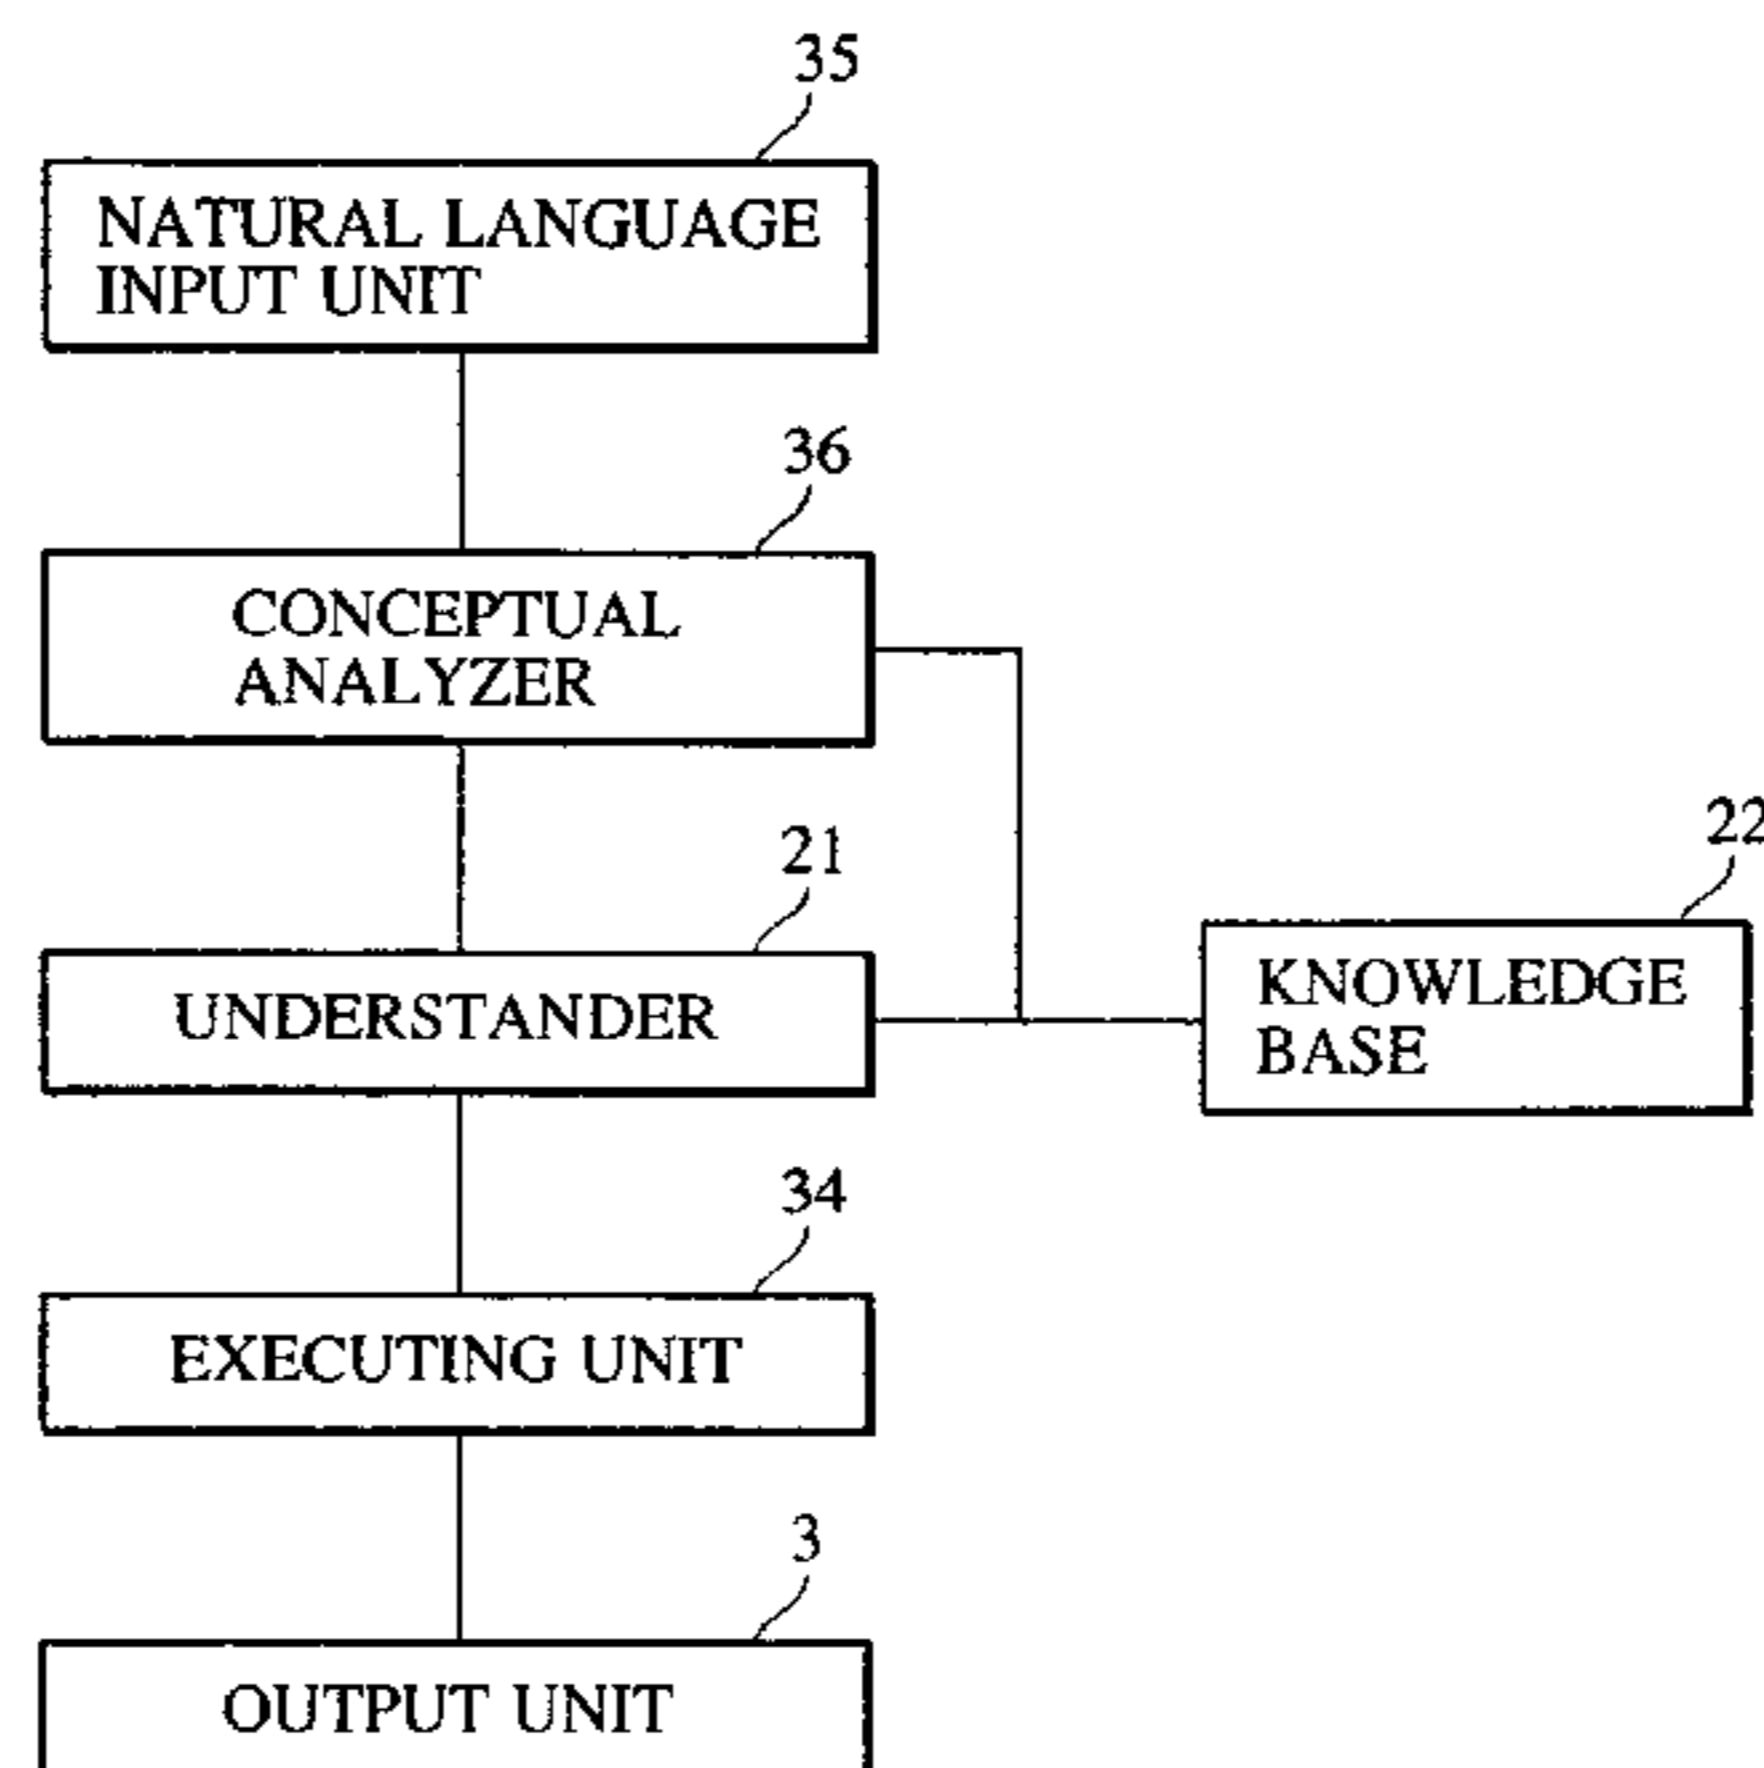 35
NATURAL LANGUAGE
INPUT UNIT
36
CONCEPTUAL
ANALYZER
21
UNDERSTANDER
22
KNOWLEDGE
BASE
34
EXECUTING UNIT
3
OUTPUT UNIT